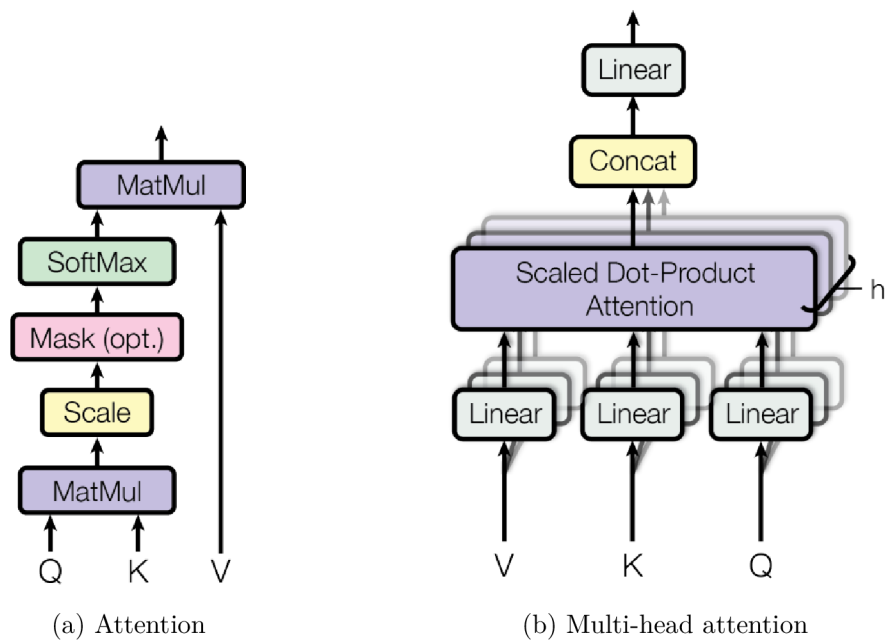 MatMul
SoftMax
Mask (opt.)
Scale
MatMul
Q K V
(a) Attention
Linear
Concat
Scaled Dot-Product
Attention
h
Linear Linear Linear
V K Q
(b) Multi-head attention